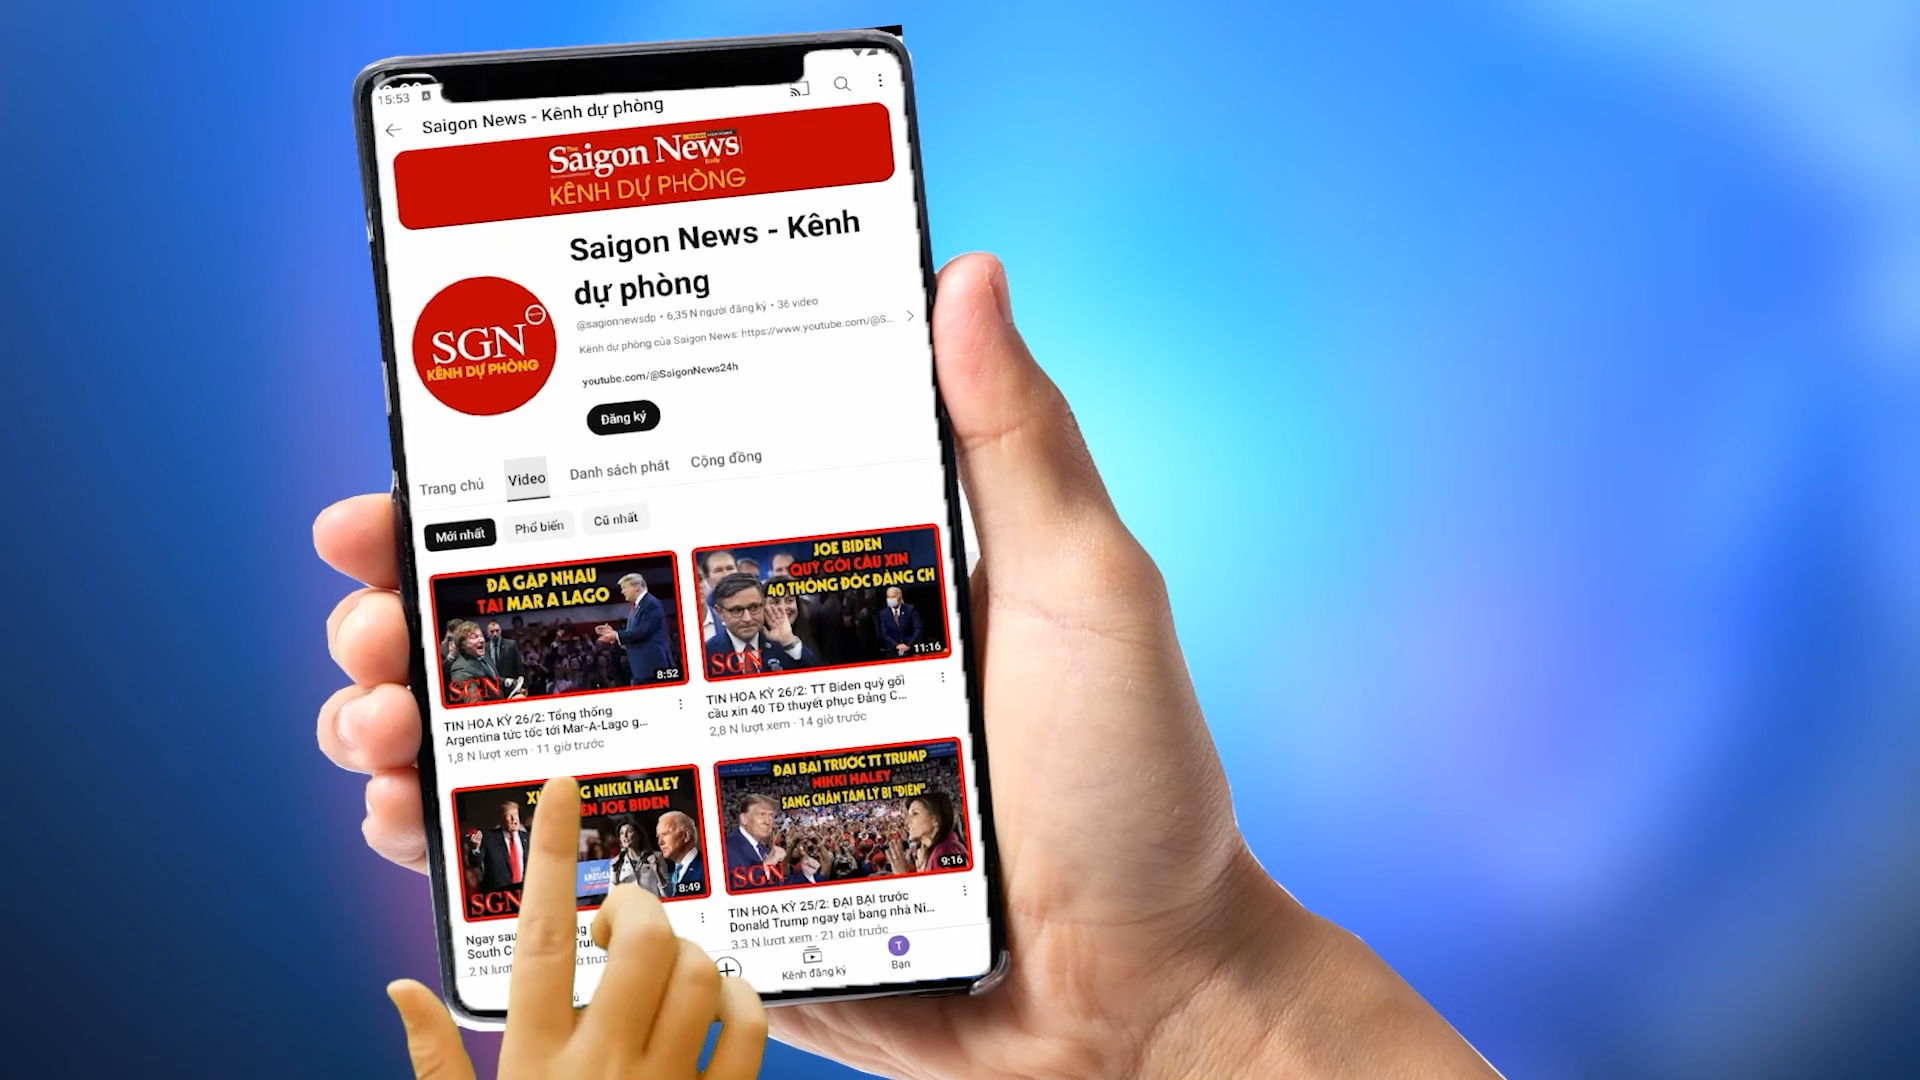 15:53
Saigon News - Kênh dự phòng
The
Saigon News
Daily
KÊNH DỰ PHÒNG
Saigon News - Kênh
dự phòng
@sagionnewsdp • 6,35 N người đăng ký • 36 video
Kênh dự phòng của Saigon News: https://www.youtube.com/@S...
youtube.com/@SaigonNews24h
Đăng ký
SGN
KÊNH DỰ PHÒNG
Trang chủ Video Danh sách phát Cộng đồng
Mới nhất Phổ biến Cũ nhất
ĐÃ GẶP NHAU
TẠI MAR A LAGO
SGN
8:52
JOE BIDEN
QUỲ GỐI CẦU XIN
40 THỐNG ĐỐC ĐẢNG CH
SGN
11:16
TIN HOA KỲ 26/2: Tổng thống
Argentina tức tốc tới Mar-A-Lago g...
1,8 N lượt xem · 11 giờ trước
TIN HOA KỲ 26/2: TT Biden quỳ gối
cầu xin 40 TĐ thuyết phục Đảng C...
2,8 N lượt xem · 14 giờ trước
NIKKI HALEY
JOE BIDEN
AMERICA
SGN
8:49
ĐẠI BẠI TRƯỚC TT TRUMP
NIKKI HALEY
SANG CHẤN TÂM LÝ BỊ "ĐIÊN"
SGN
9:16
Ngay
South
2 N lượt
TIN HOA KỲ 25/2: ĐẠI BẠI trước
Donald Trump ngay tại bang nhà Ni...
3,3 N lượt xem · 21 giờ trước
Kênh đăng ký
T
Bạn